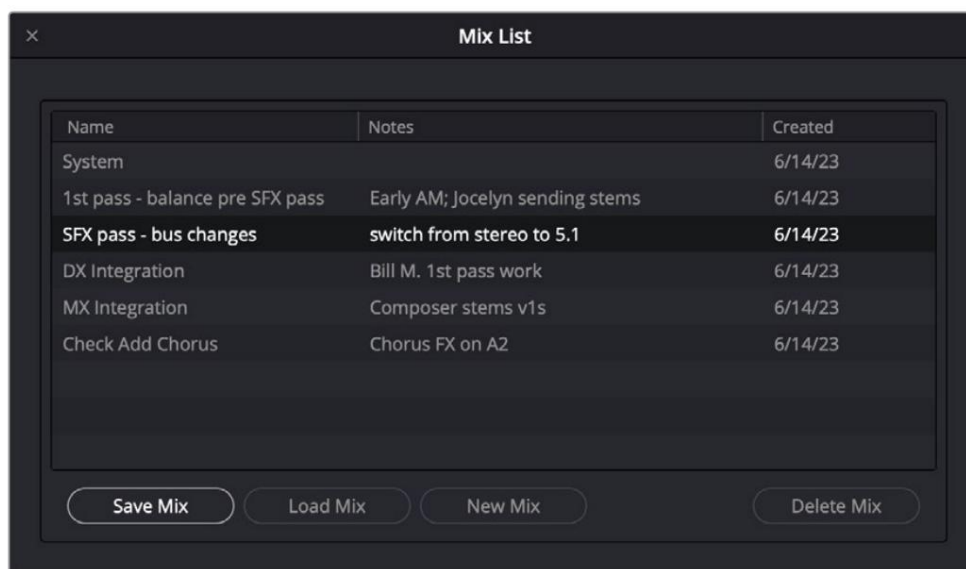 Mix List
Name Notes Created
System 6/14/23
1st pass - balance pre SFX pass Early AM; Jocelyn sending stems 6/14/23
SFX pass - bus changes switch from stereo to 5.1 6/14/23
DX Integration Bill M. 1st pass work 6/14/23
MX Integration Composer stems v1s 6/14/23
Check Add Chorus Chorus FX on A2 6/14/23
Save Mix Load Mix New Mix Delete Mix